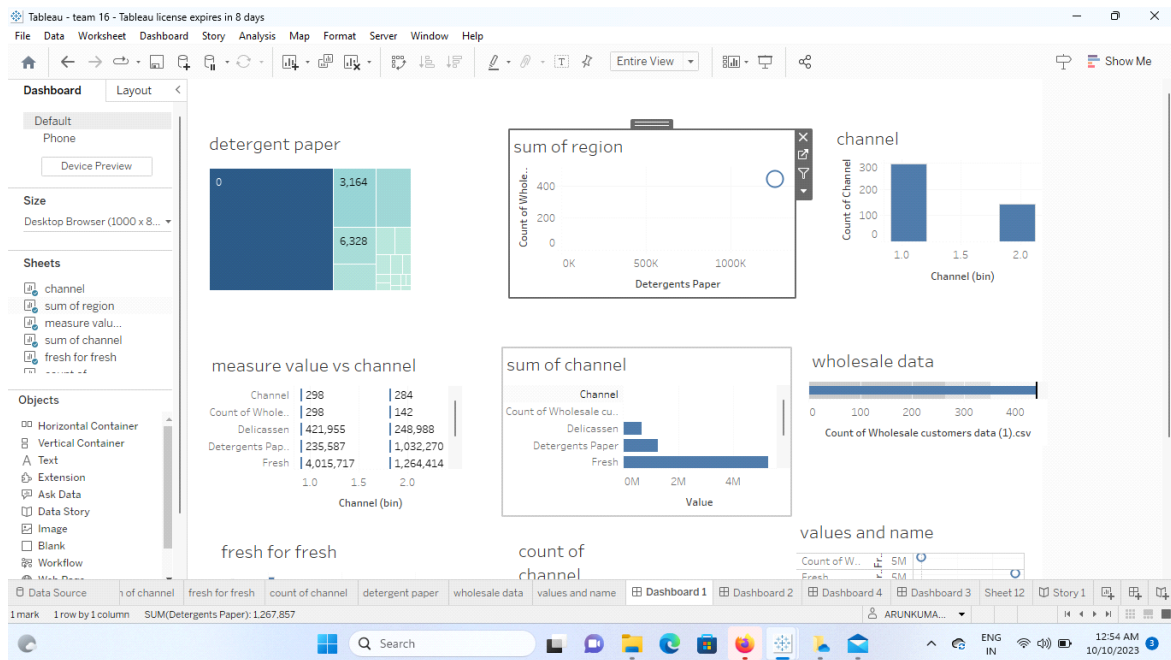 Tableau - team 16 - Tableau license expires in 8 days
File Data Worksheet Dashboard Story Analysis Map Format Server Window Help
Entire View
Show Me
Dashboard
Layout
Default
Phone
Device Preview
Size
Desktop Browser (1000 x 8...
Sheets
channel
sum of region
measure valu...
sum of channel
fresh for fresh
Objects
Horizontal Container
Vertical Container
Text
Extension
Ask Data
Data Story
Image
Blank
Workflow
detergent paper
0
3,164
6,328
sum of region
Count of Whole..
400
200
0
0K 500K 1000K
Detergents Paper
channel
Count of Channel
300
200
100
0
1.0 1.5 2.0
Channel (bin)
measure value vs channel
Channel 298 284
Count of Whole.. 298 142
Delicassen 421,955 248,988
Detergents Pap.. 235,587 1,032,270
Fresh 4,015,717 1,264,414
1.0 1.5 2.0
Channel (bin)
sum of channel
Channel
Count of Wholesale cu..
Delicassen
Detergents Paper
Fresh
0M 2M 4M
Value
wholesale data
0 100 200 300 400
Count of Wholesale customers data (1).csv
fresh for fresh
count of
channel
values and name
Count of W.. 5M
Fresh 5M
Data Source
n of channel
fresh for fresh
count of channel
detergent paper
wholesale data
values and name
Dashboard 1
Dashboard 2
Dashboard 4
Dashboard 3
Sheet 12
Story 1
1 mark 1 row by 1 column SUM(Detergents Paper): 1,267,857
ARUNKUMA...
Search
ENG
IN
12:54 AM
10/10/2023
3